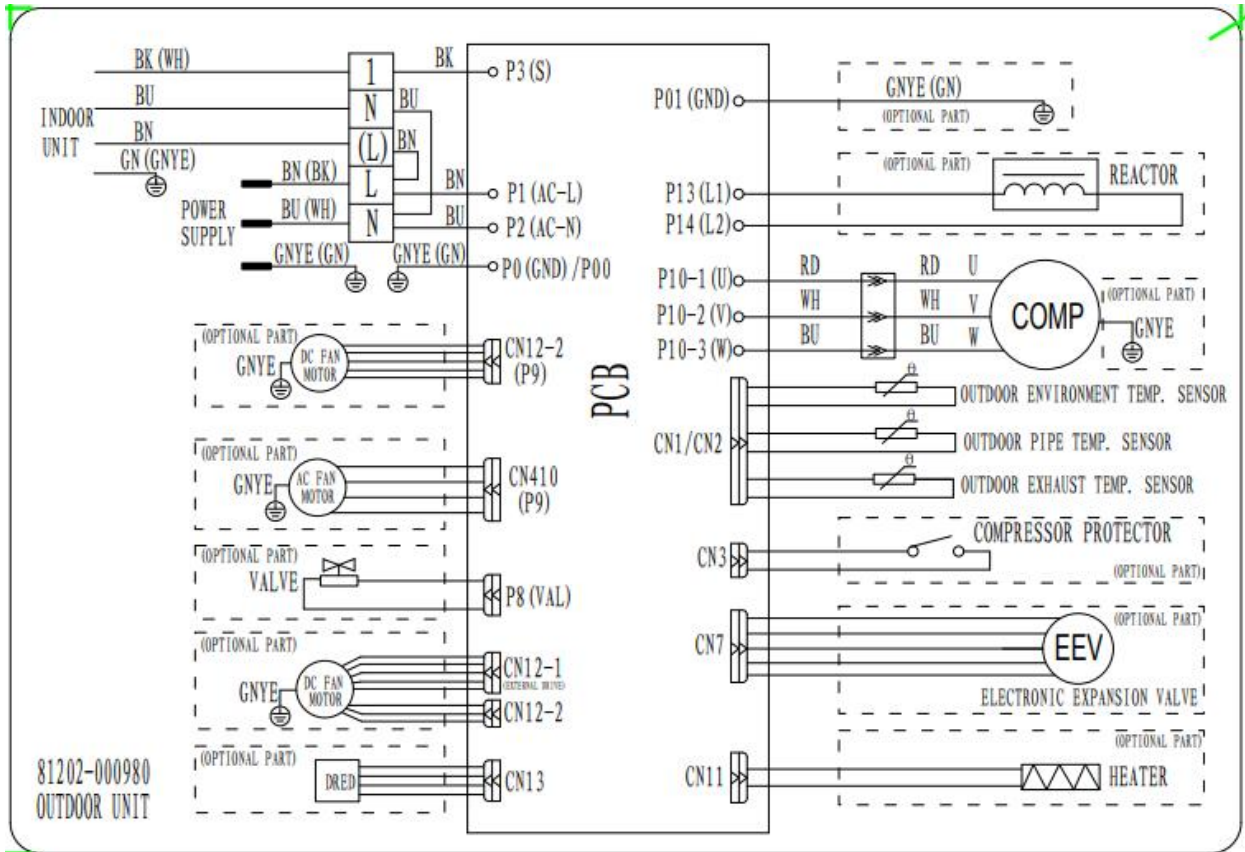 BK (WH)
BU
INDOOR
UNIT
BN
GN (GNYE)
1
N
(L)
L
N
BK
BU
BN
BN
BU
P3 (S)
P1 (AC-L)
P2 (AC-N)
POWER
SUPPLY
BN (BK)
BU (WH)
GNYE (GN)
GNYE (GN)
P0 (GND) /P00
(OPTIONAL PART)
GNYE
DC FAN
MOTOR
CN12-2
(P9)
(OPTIONAL PART)
GNYE
AC FAN
MOTOR
CN410
(P9)
(OPTIONAL PART)
VALVE
P8 (VAL)
(OPTIONAL PART)
GNYE
DC FAN
MOTOR
CN12-1
(EXTERNAL DRIVE)
CN12-2
(OPTIONAL PART)
DRED
CN13
81202-000980
OUTDOOR UNIT
PCB
P01 (GND)
GNYE (GN)
(OPTIONAL PART)
(OPTIONAL PART)
REACTOR
P13 (L1)
P14 (L2)
P10-1 (U)
RD
RD
U
P10-2 (V)
WH
WH
V
P10-3 (W)
BU
BU
W
COMP
(OPTIONAL PART)
GNYE
CN1/CN2
θ
OUTDOOR ENVIRONMENT TEMP. SENSOR
θ
OUTDOOR PIPE TEMP. SENSOR
θ
OUTDOOR EXHAUST TEMP. SENSOR
CN3
COMPRESSOR PROTECTOR
(OPTIONAL PART)
CN7
(OPTIONAL PART)
EEV
ELECTRONIC EXPANSION VALVE
CN11
(OPTIONAL PART)
HEATER